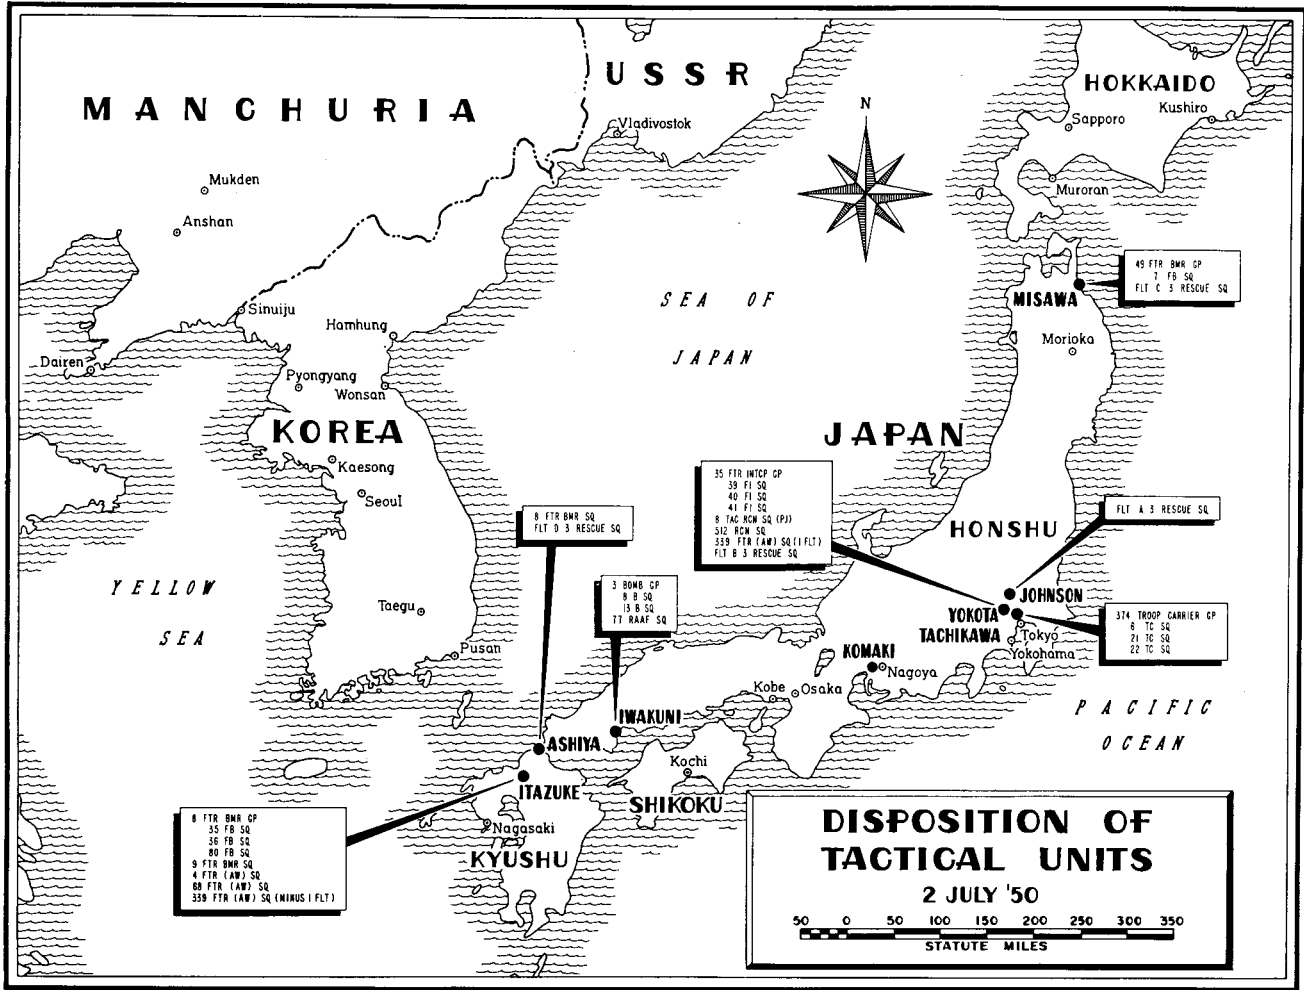 USSR
MANCHURIA
HOKKAIDO
Kushiro
Sapporo
Vladivostok
N
Mukden
Muroran
Anshan
49 FTR BMR GP
7 FB SQ
FLT C 3 RESCUE SQ
MISAWA
SEA OF
JAPAN
Sinuiju
Hamhung
Morioka
Dairen
Pyongyang
Wonsan
KOREA
JAPAN
Kaesong
Seoul
35 FTR INTCP GP
39 FI SQ
40 FI SQ
41 FI SQ
8 TAC RCN SQ (PJ)
512 RCN SQ
339 FTR (AW) SQ (1 FLT)
FLT B 3 RESCUE SQ
8 FTR BMR SQ
FLT D 3 RESCUE SQ
FLT A 3 RESCUE SQ
HONSHU
YELLOW
SEA
3 BOMB GP
8 B SQ
13 B SQ
77 RAAF SQ
JOHNSON
YOKOTA
TACHIKAWA
Tokyo
Yokohama
374 TROOP CARRIER GP
6 TC SQ
21 TC SQ
22 TC SQ
Taegu
Pusan
KOMAKI
Nagoya
Kobe
Osaka
PACIFIC
OCEAN
IWAKUNI
ASHIYA
Kochi
ITAZUKE
SHIKOKU
Nagasaki
KYUSHU
8 FTR BMR GP
35 FB SQ
36 FB SQ
80 FB SQ
9 FTR BMR SQ
4 FTR (AW) SQ
68 FTR (AW) SQ
339 FTR (AW) SQ (MINUS 1 FLT)
DISPOSITION OF
TACTICAL UNITS
2 JULY '50
50 0 50 100 150 200 250 300 350
STATUTE MILES